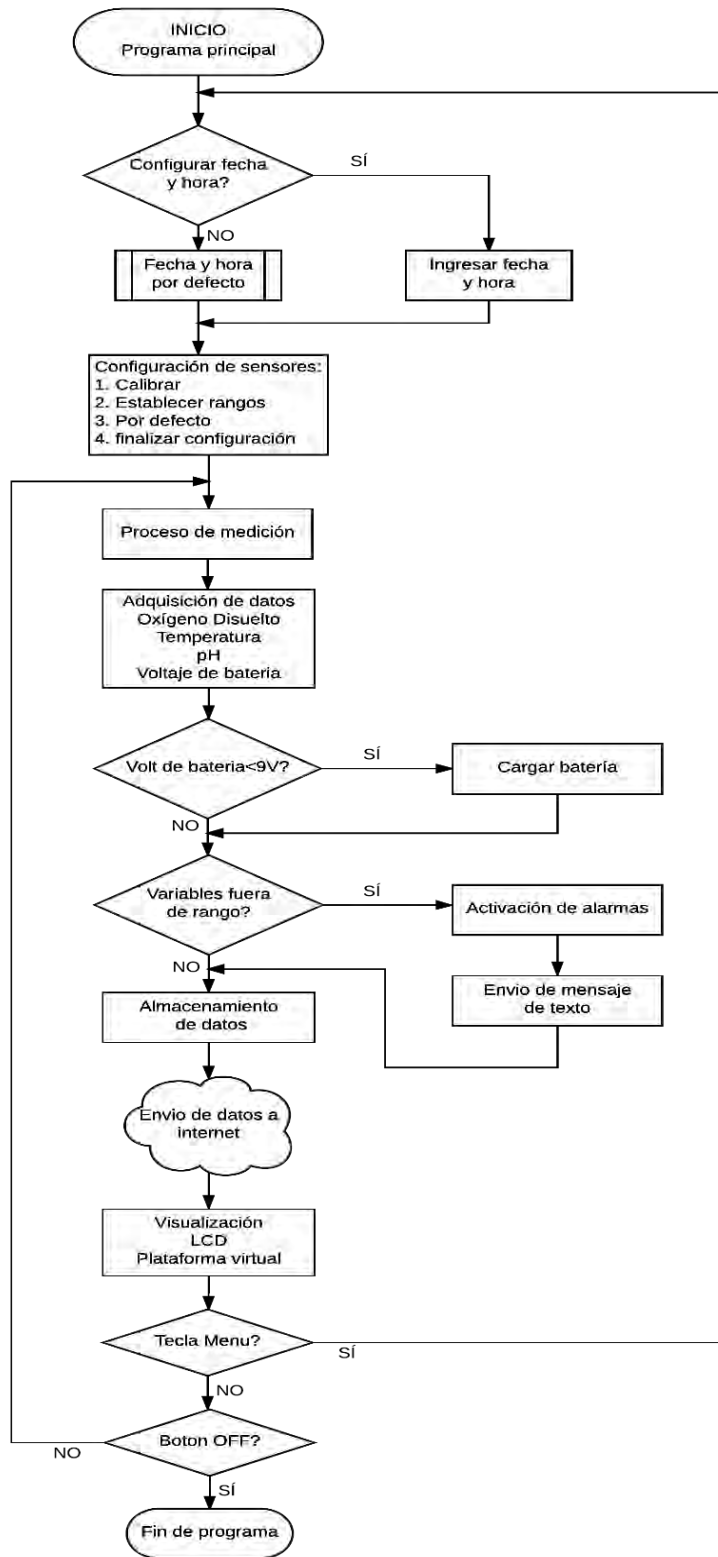 INICIO
Programa principal
Configurar fecha
y hora?
SÍ
NO
Fecha y hora
por defecto
Ingresar fecha
y hora
Configuración de sensores:
1. Calibrar
2. Establecer rangos
3. Por defecto
4. finalizar configuración
Proceso de medición
Adquisición de datos
Oxígeno Disuelto
Temperatura
pH
Voltaje de bateria
Volt de bateria<9V?
SÍ
Cargar batería
NO
Variables fuera
de rango?
SÍ
Activación de alarmas
NO
Envio de mensaje
de texto
Almacenamiento
de datos
Envio de datos a
internet
Visualización
LCD
Plataforma virtual
Tecla Menu?
SÍ
NO
Boton OFF?
NO
SÍ
Fin de programa